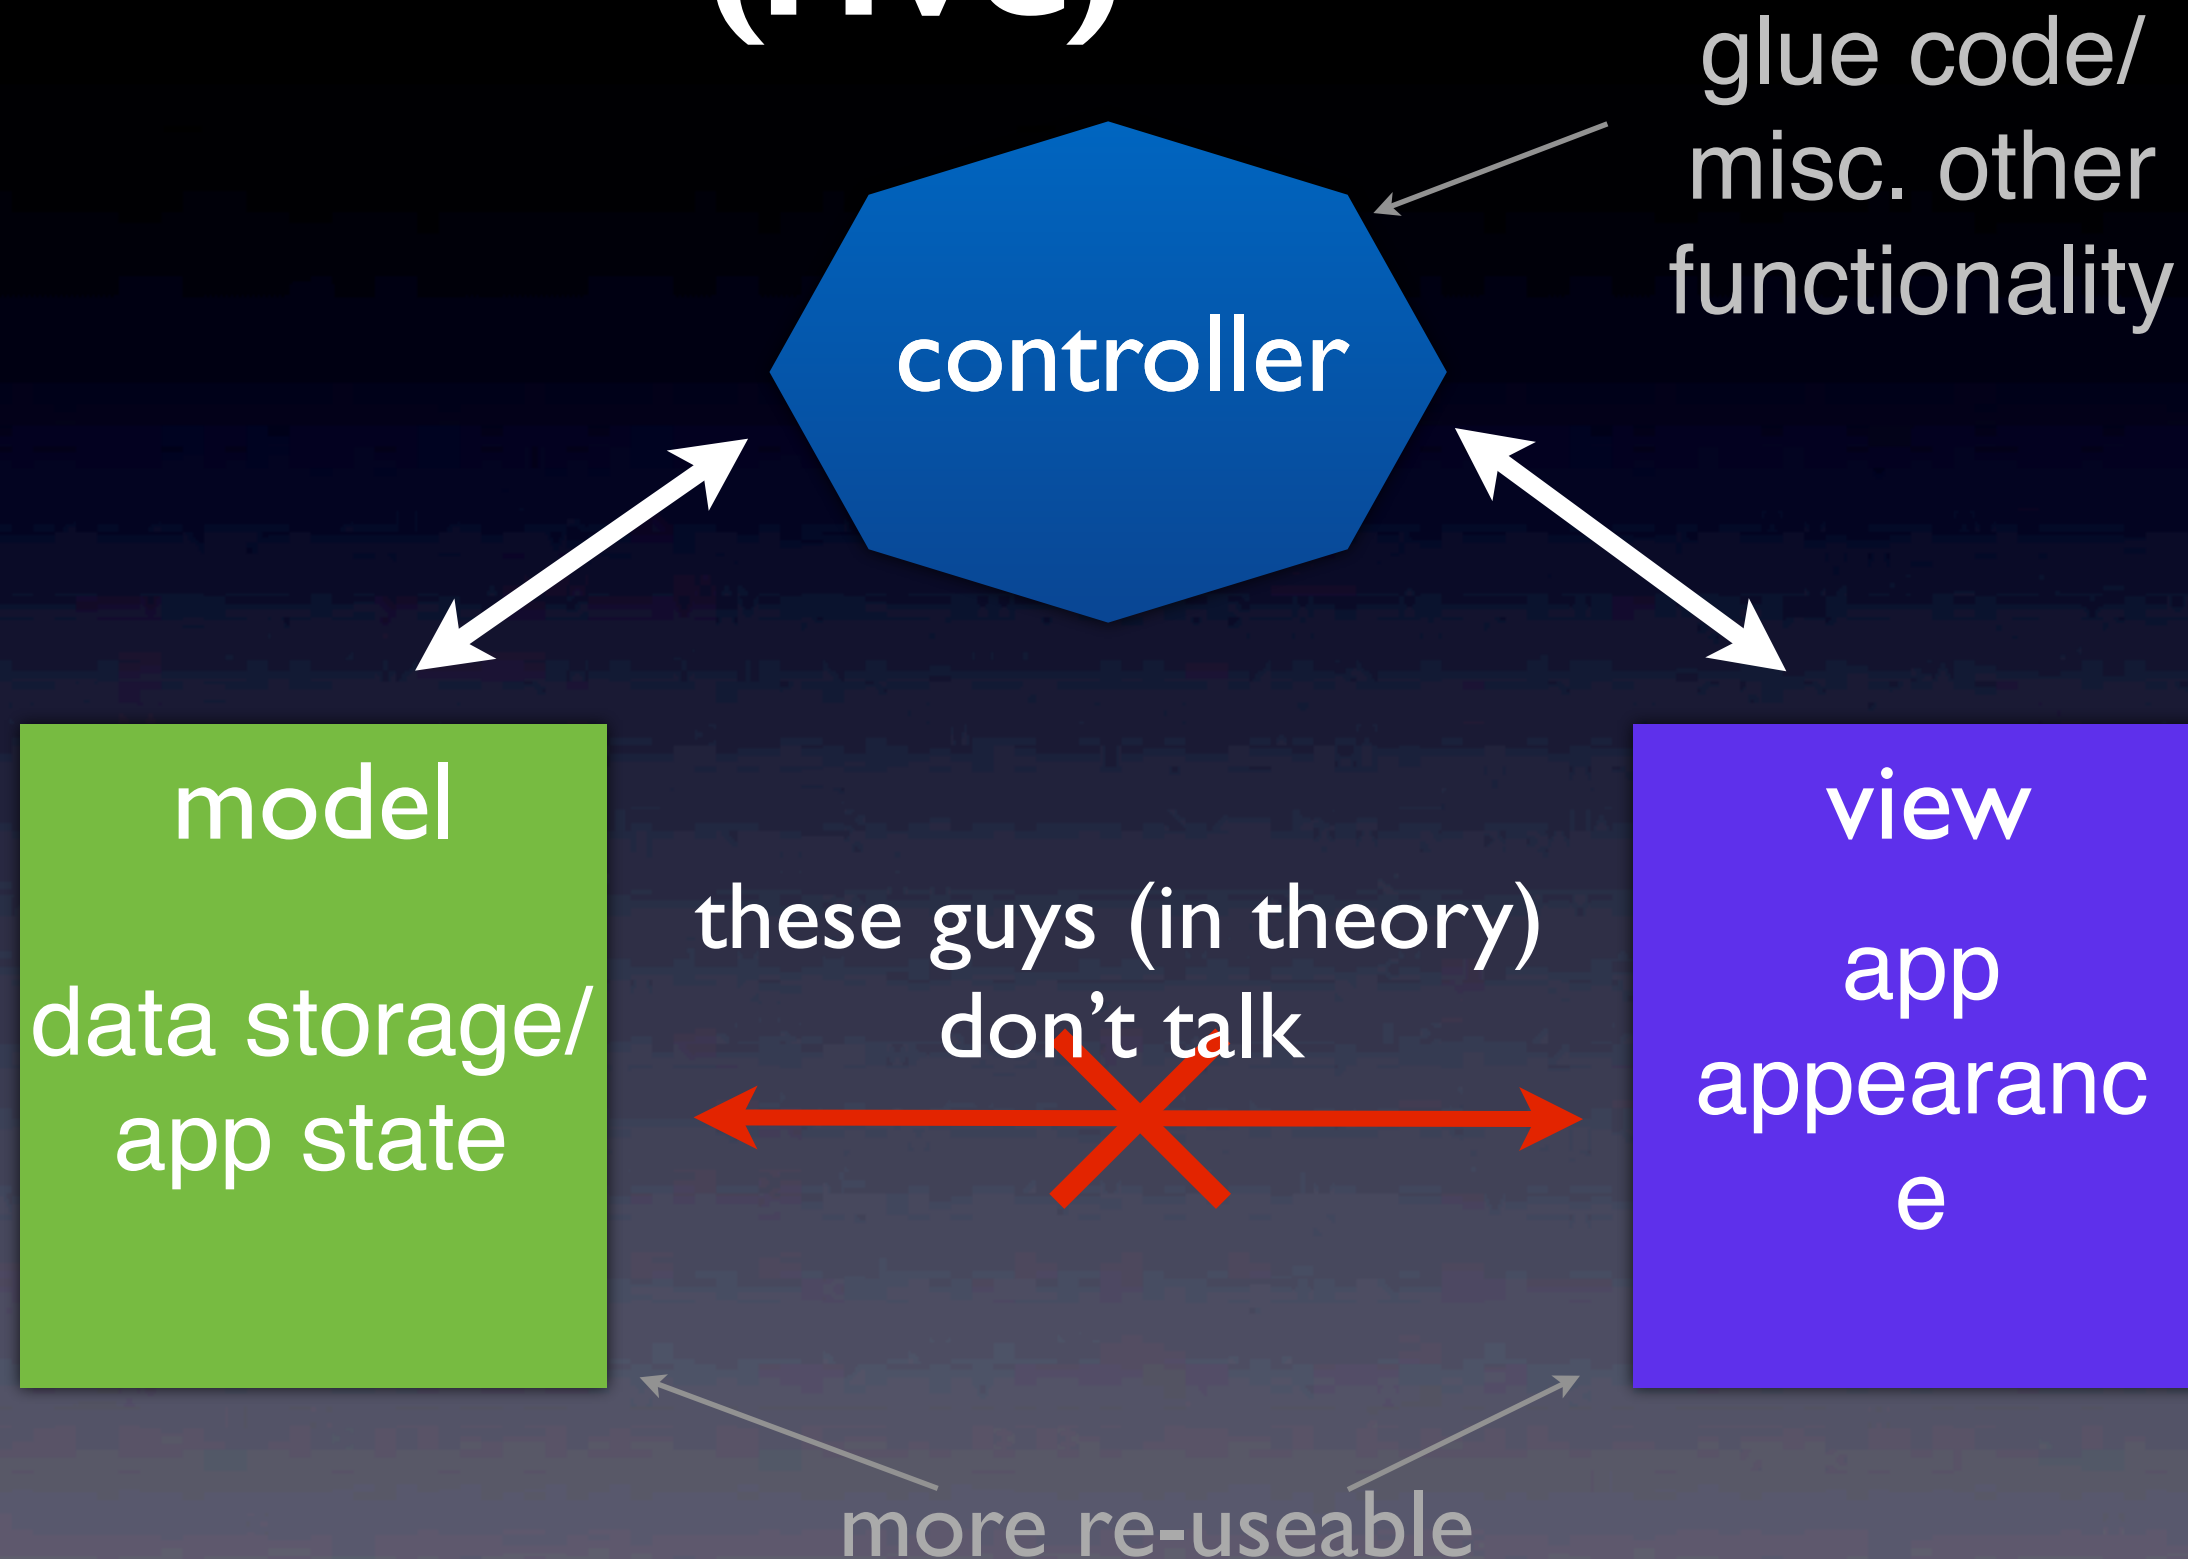 (MVC)
glue code/
misc. other
functionality
controller
model
data storage/
app state
these guys (in theory)
don't talk
view
app
appearanc
e
more re-useable